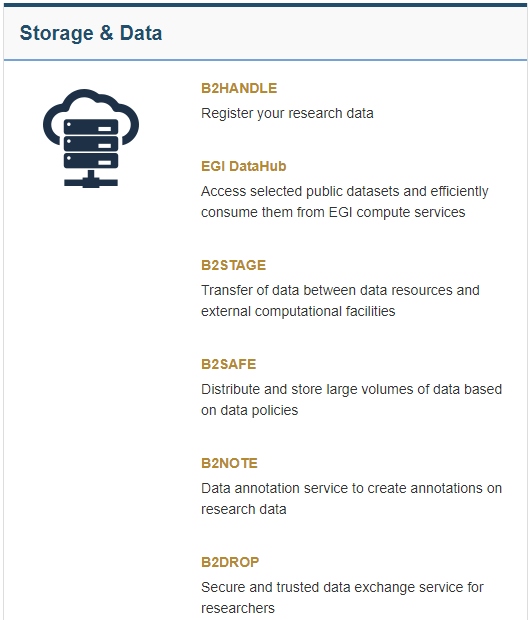 Storage & Data
B2HANDLE
Register your research data
EGI DataHub
Access selected public datasets and efficiently
consume them from EGI compute services
B2STAGE
Transfer of data between data resources and
external computational facilities
B2SAFE
Distribute and store large volumes of data based
on data policies
B2NOTE
Data annotation service to create annotations on
research data
B2DROP
Secure and trusted data exchange service for
researchers